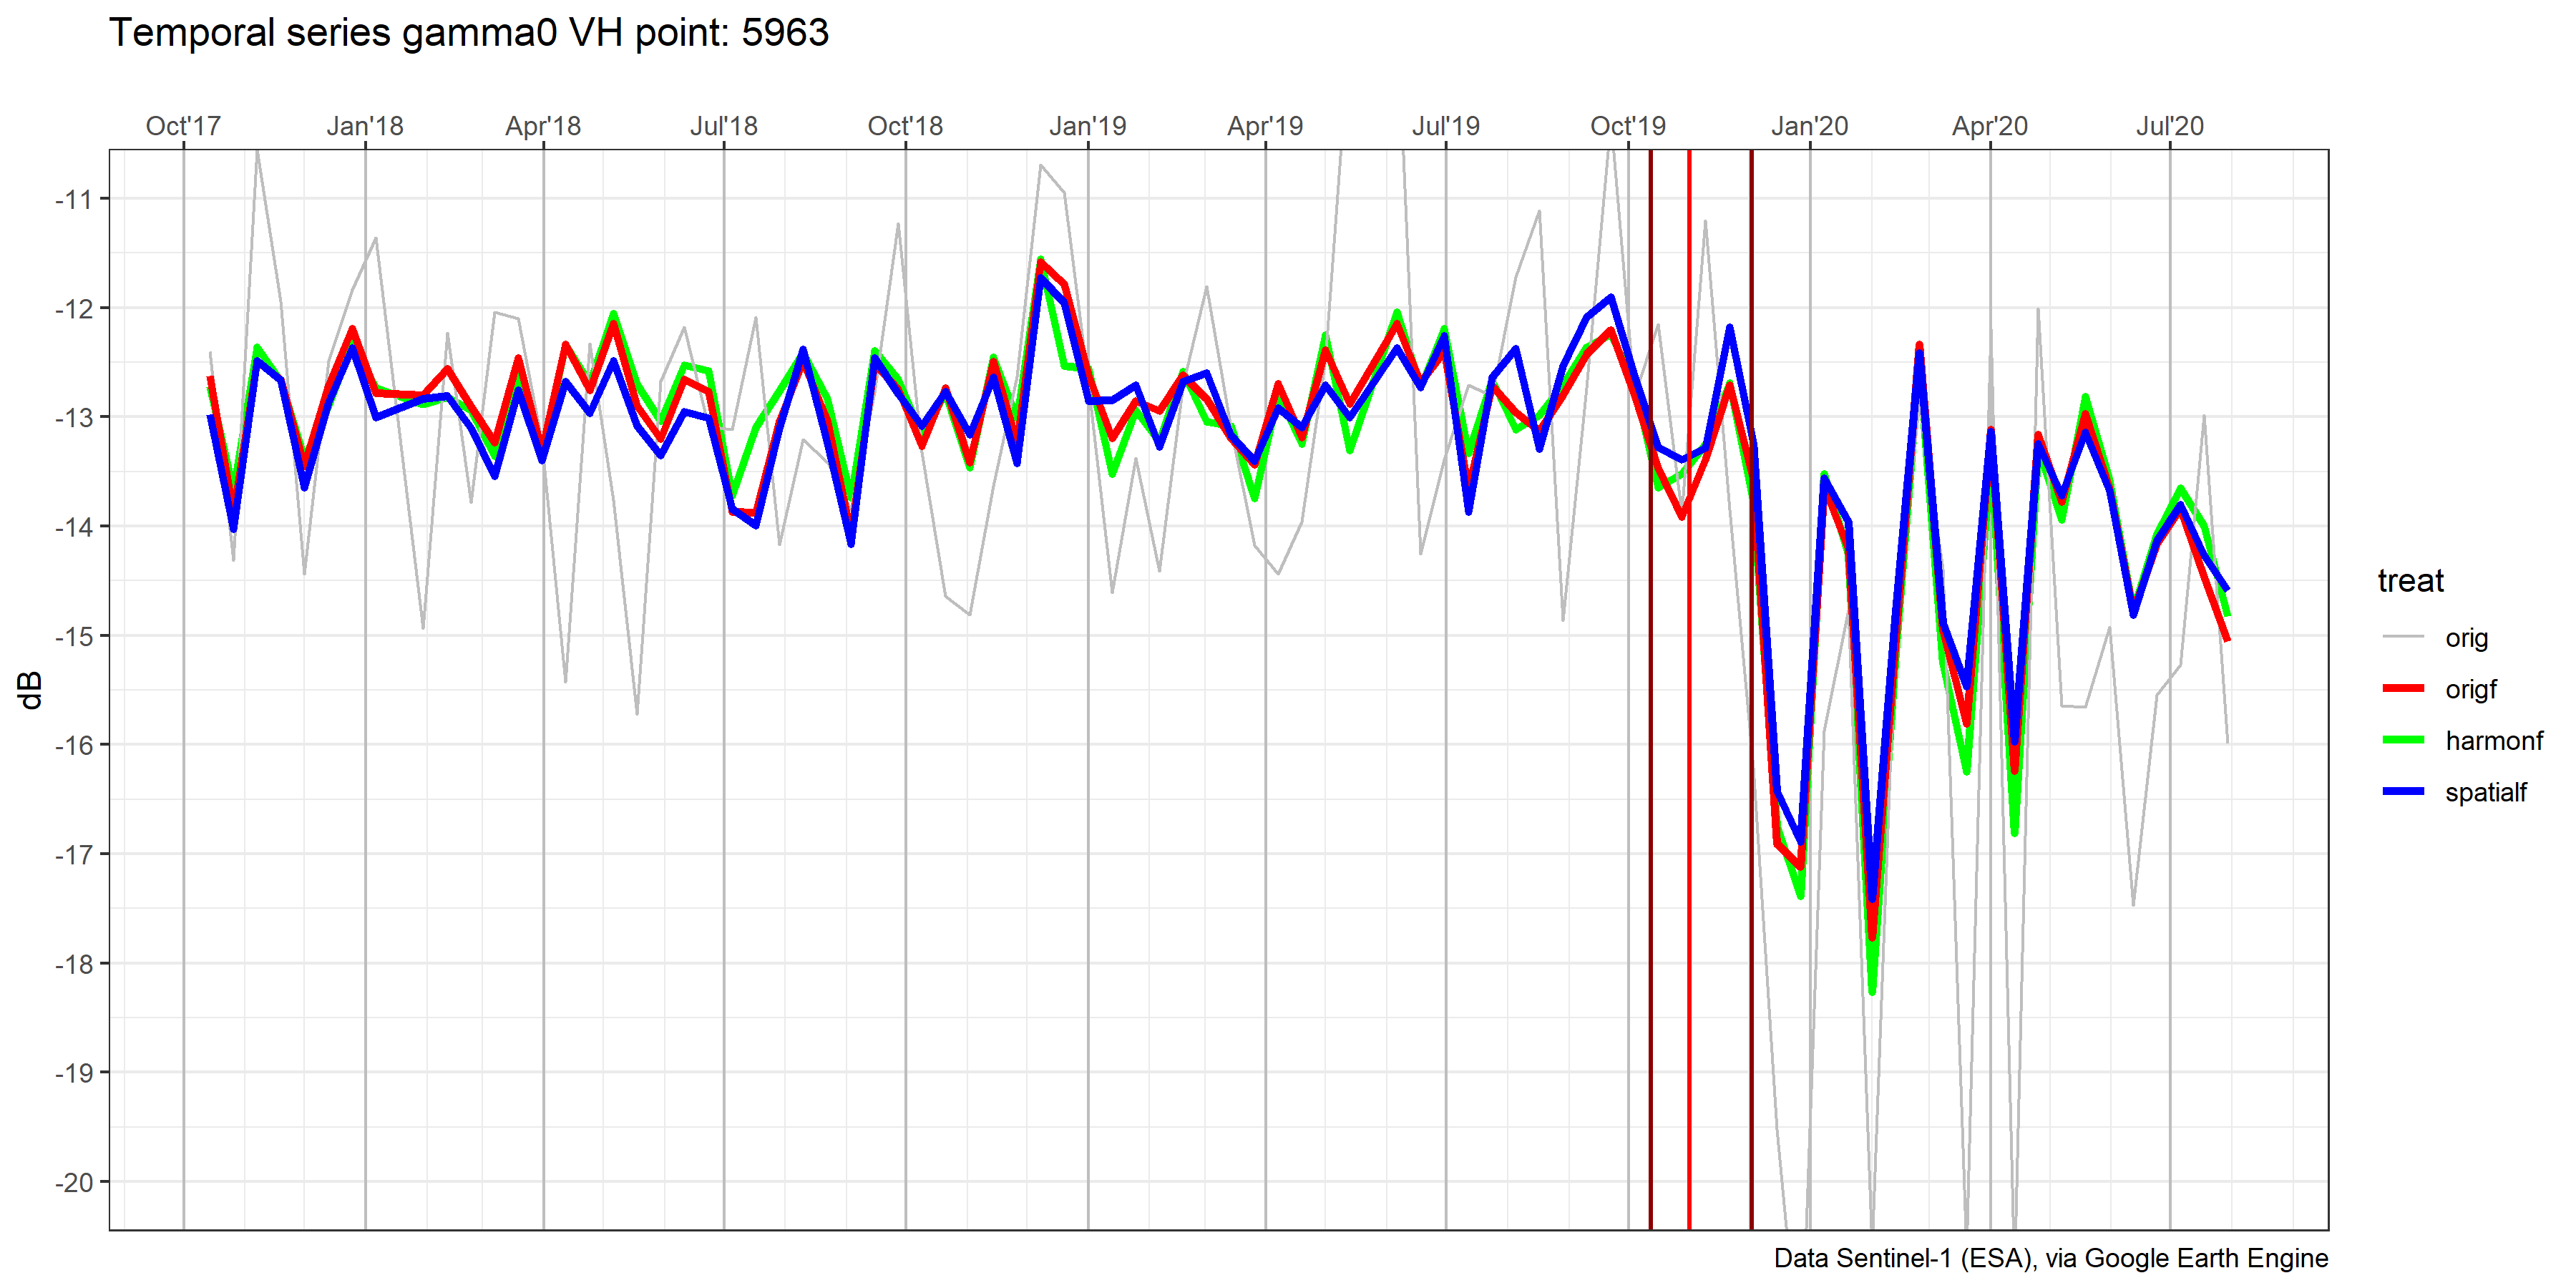 Temporal series gamma0 VH point: 5963
Oct'17 Jan'18 Apr'18 Jul'18 Oct'18 Jan'19 Apr'19 Jul'19 Oct'19 Jan'20 Apr'20 Jul'20
-11
-12
-13
-14
-15
-16
-17
-18
-19
-20
dB
treat
orig
origf
harmonf
spatialf
Data Sentinel-1 (ESA), via Google Earth Engine